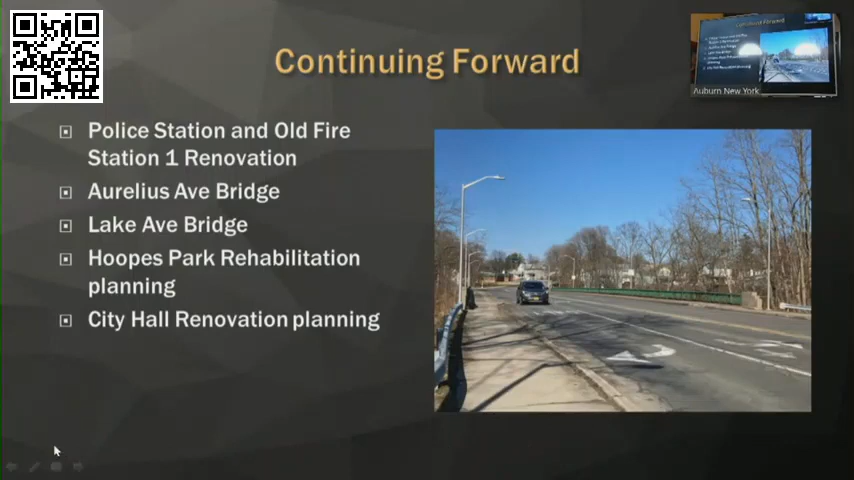 Continuing Forward
Police Station and Old Fire
Station 1 Renovation
Aurelius Ave Bridge
Lake Ave Bridge
Hoopes Park Rehabilitation
planning
City Hall Renovation planning
Auburn New York